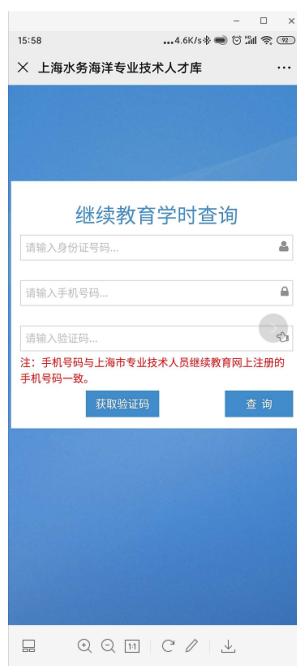 15:58
...4.6K/s
92
上海水务海洋专业技术人才库
继续教育学时查询
请输入身份证号码...
请输入手机号码...
请输入验证码...
注：手机号码与上海市专业技术人员继续教育网上注册的
手机号码一致。
获取验证码
查 询
1:1